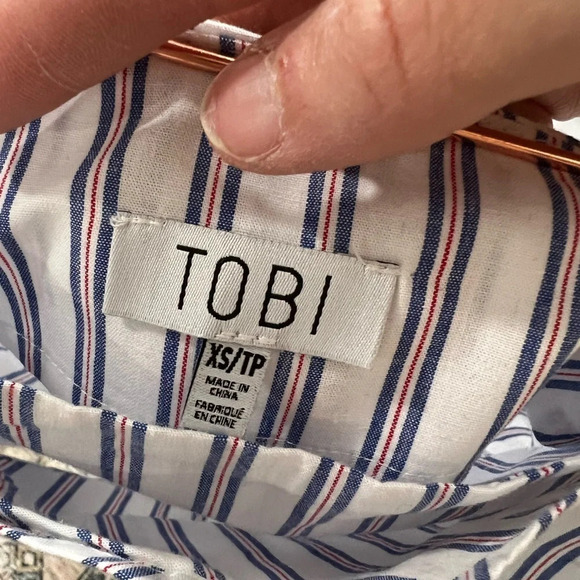 TOBI
XS/TP
MADE IN
CHINA
FABRIQUÉ
EN CHINE